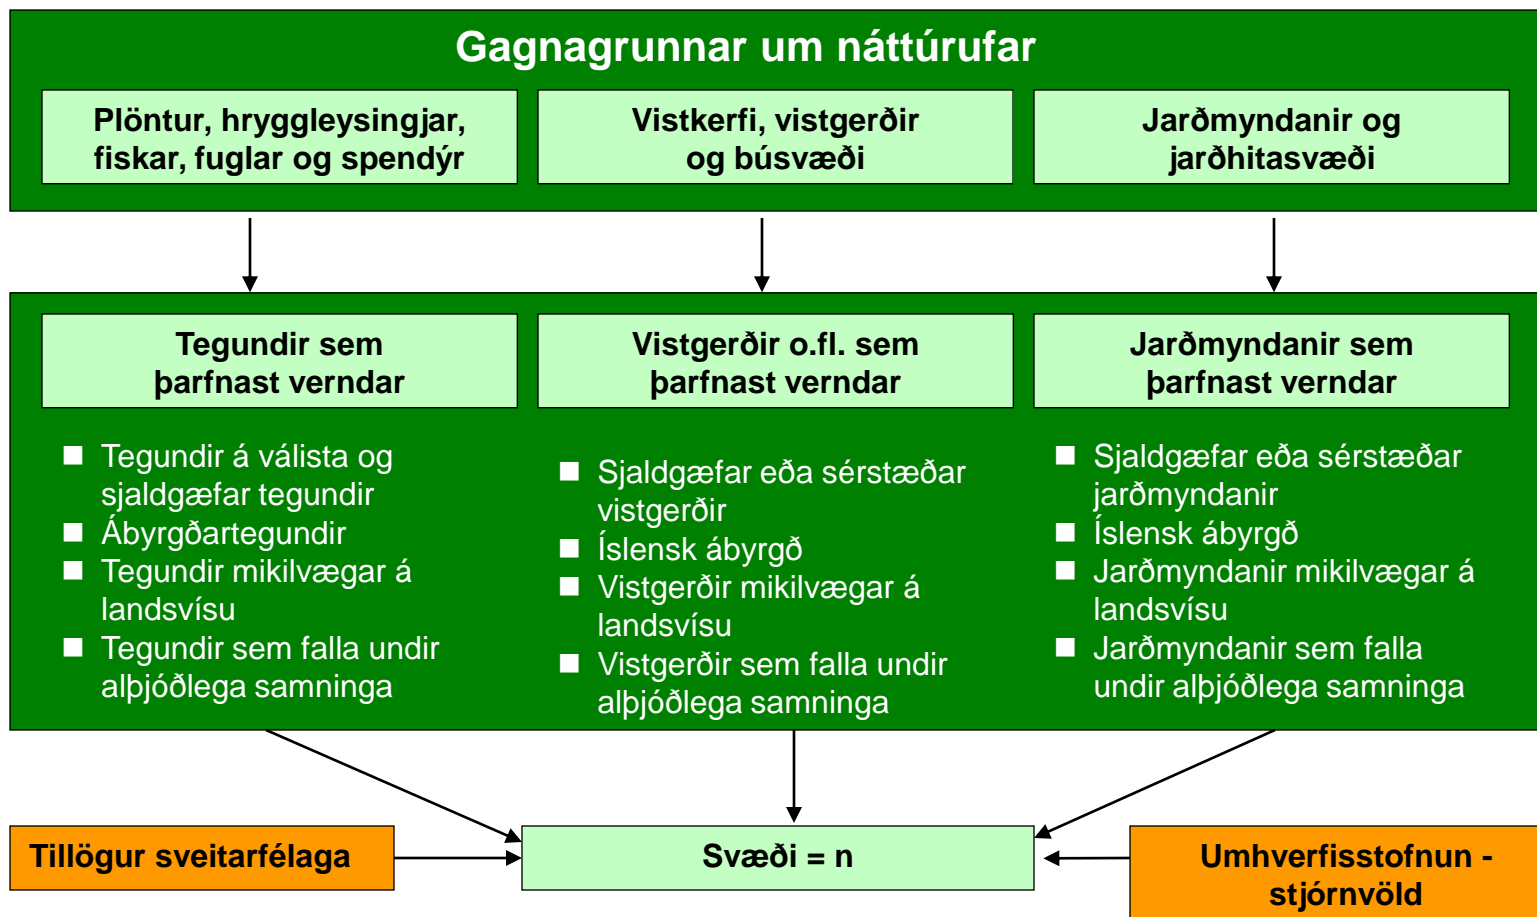 Gagnagrunnar um náttúrufar
Plöntur, hryggleysingjar,
fiskar, fuglar og spendýr
Vistkerfi, vistgerðir
og búsvæði
Jarðmyndanir og
jarðhitasvæði
Tegundir sem
þarfnast verndar
Vistgerðir o.fl. sem
þarfnast verndar
Jarðmyndanir sem
þarfnast verndar
Tegundir á válista og
sjaldgæfar tegundir
Ábyrgðartegundir
Tegundir mikilvægar á
landsvísu
Tegundir sem falla undir
alþjóðlega samninga
Sjaldgæfar eða sérstæðar
vistgerðir
Íslensk ábyrgð
Vistgerðir mikilvægar á
landsvísu
Vistgerðir sem falla undir
alþjóðlega samninga
Sjaldgæfar eða sérstæðar
jarðmyndanir
Íslensk ábyrgð
Jarðmyndanir mikilvægar á
landsvísu
Jarðmyndanir sem falla
undir alþjóðlega samninga
Tillögur sveitarfélaga
Svæði = n
Umhverfisstofnun -
stjórnvöld